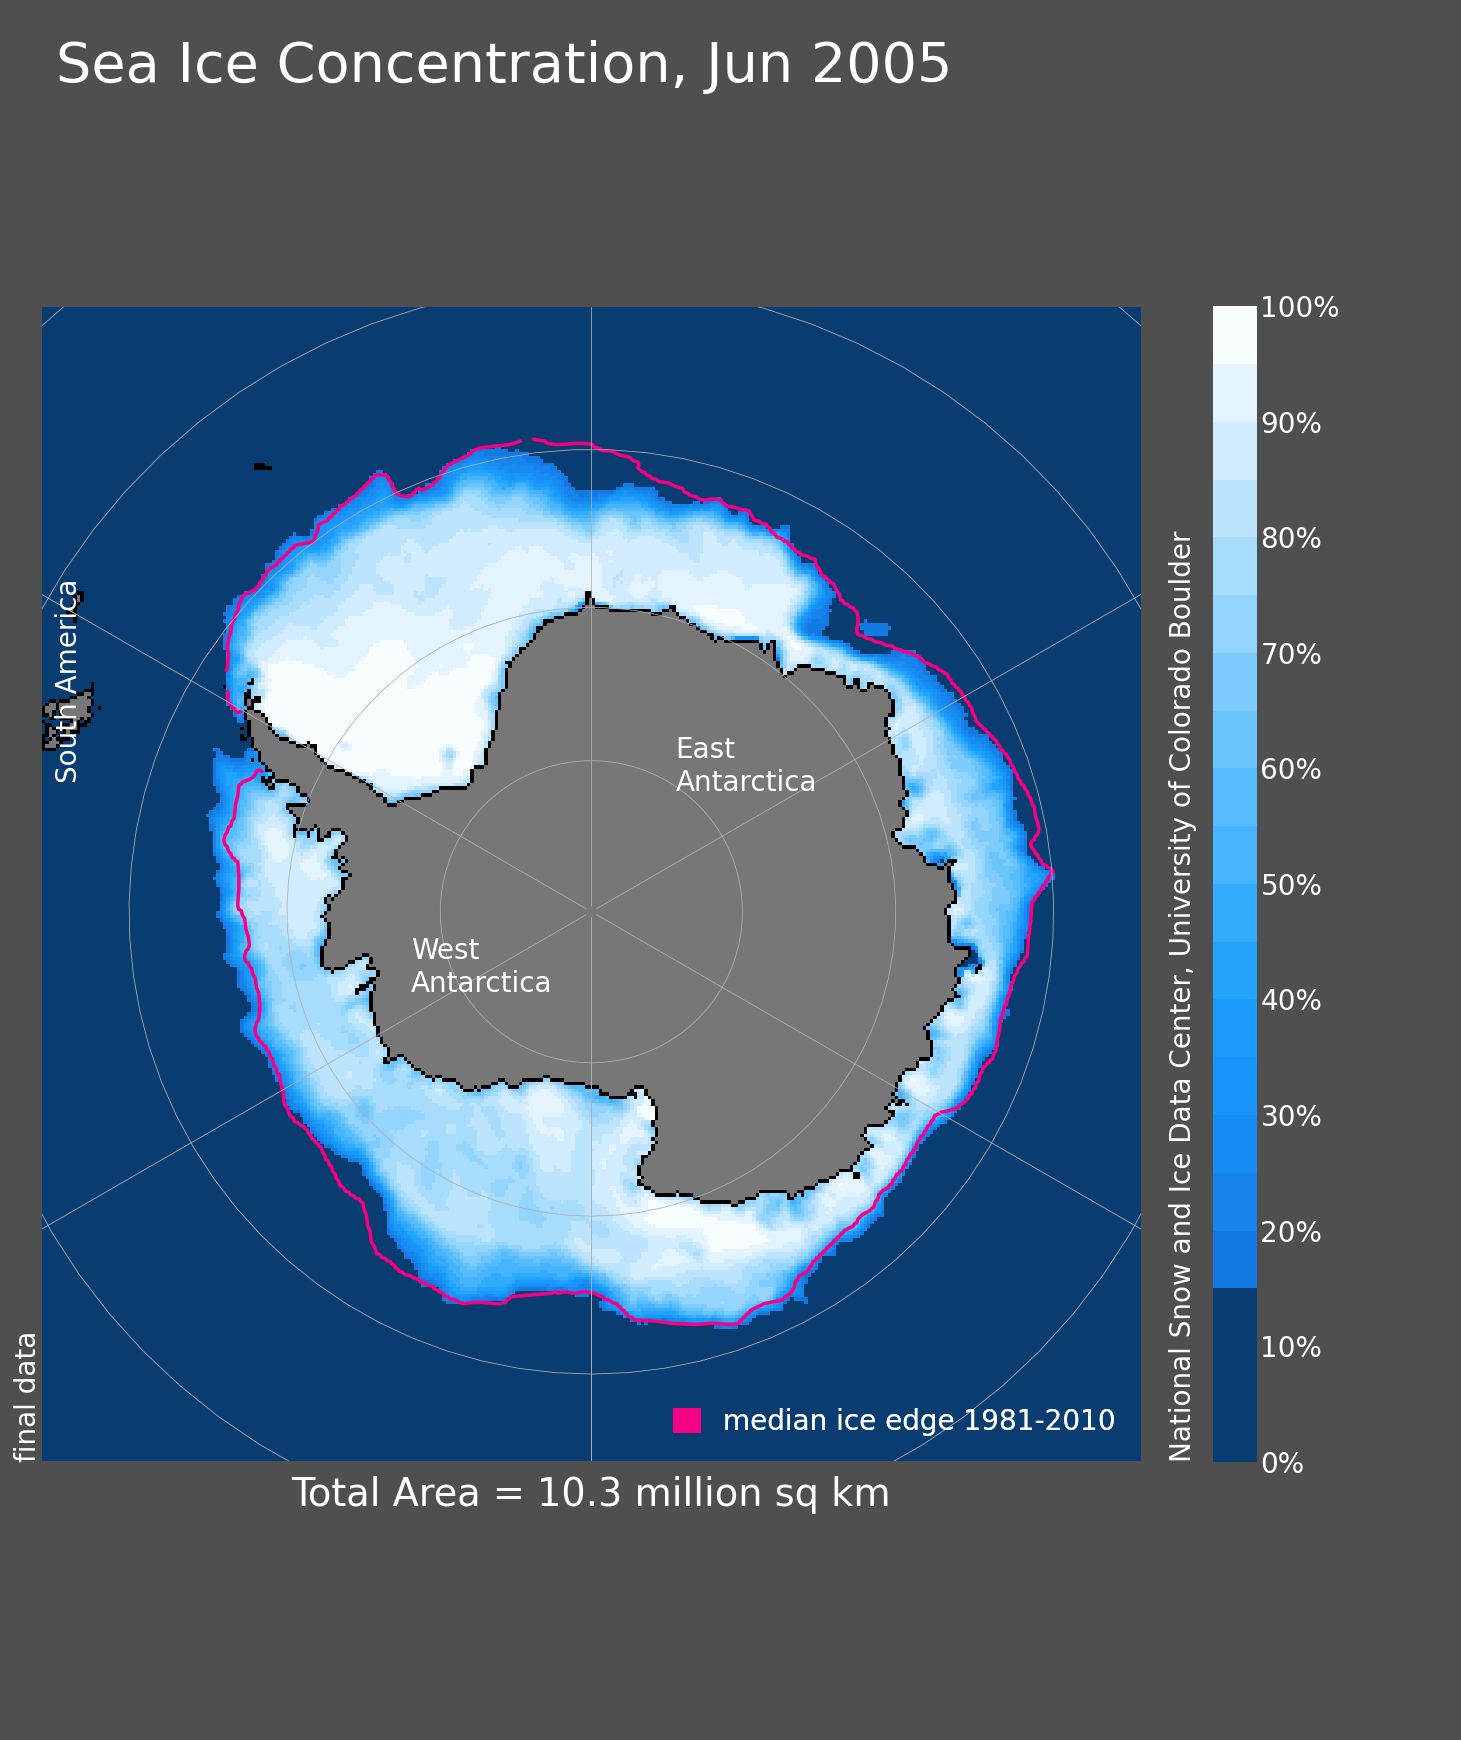 Sea Ice Concentration, Jun 2005
South America
East
Antarctica
West
Antarctica
median ice edge 1981-2010
final data
Total Area = 10.3 million sq km
National Snow and Ice Data Center, University of Colorado Boulder
100%
90%
80%
70%
60%
50%
40%
30%
20%
10%
0%